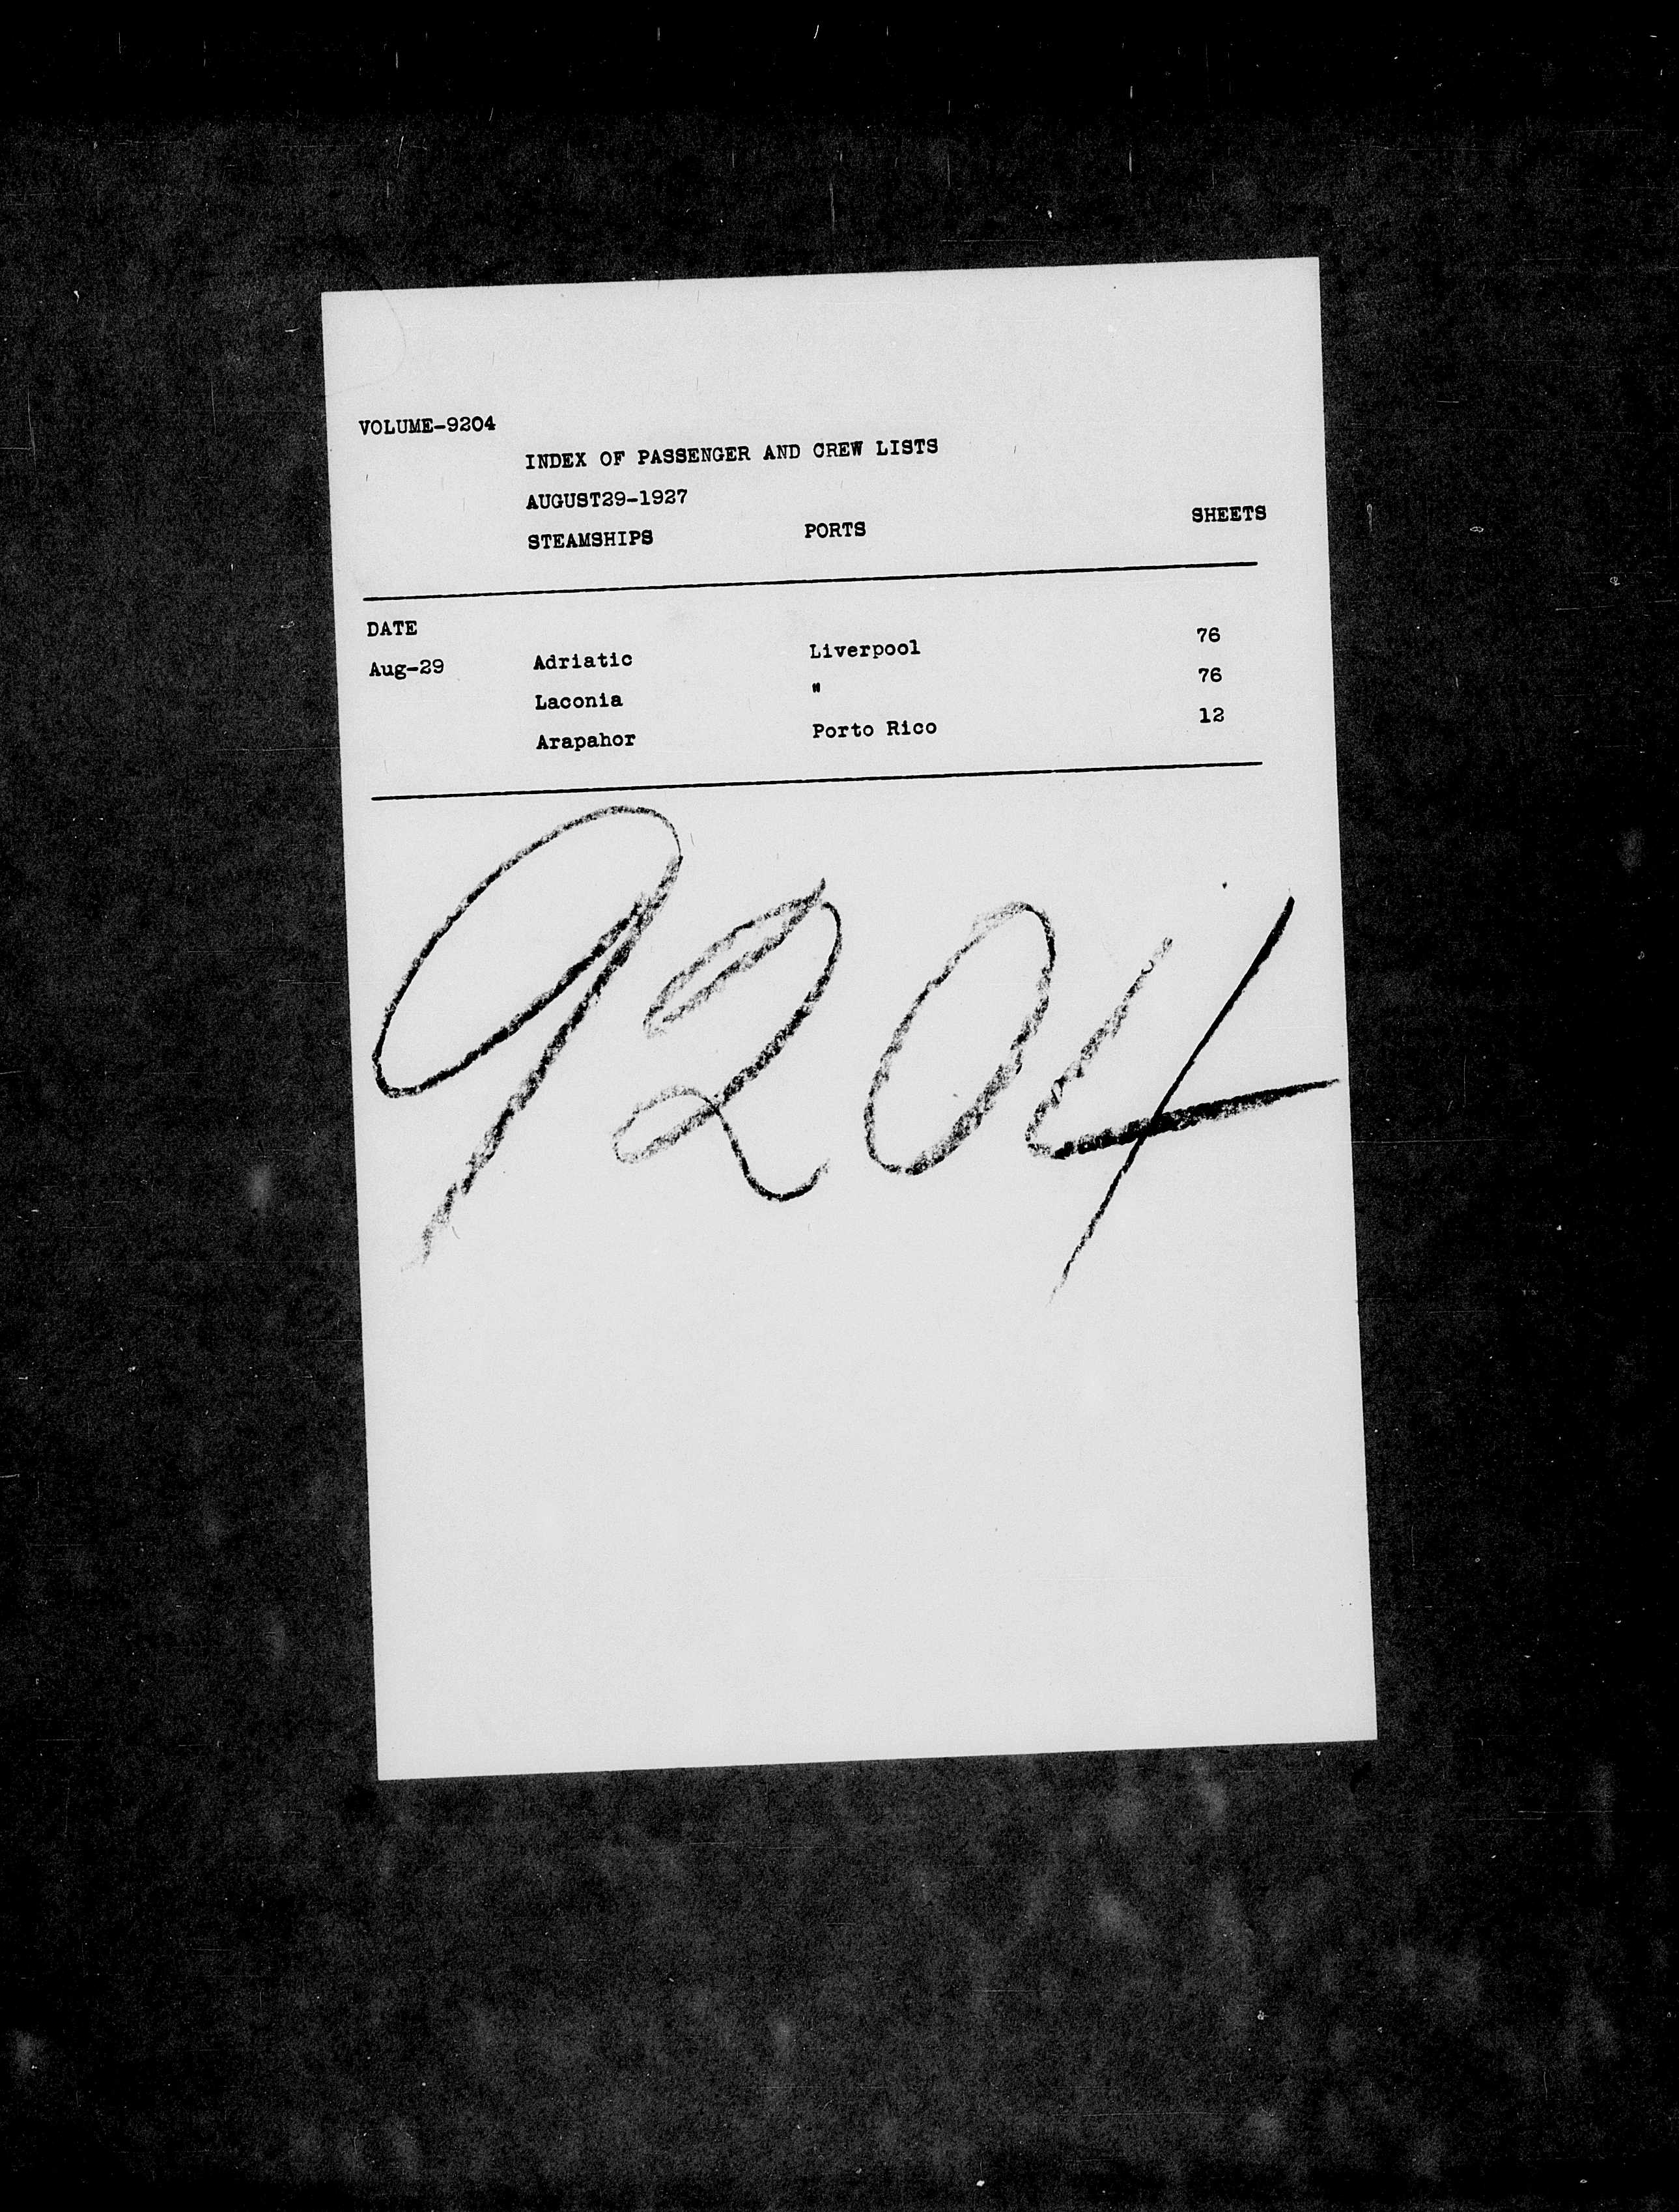 VOLUME-9204
INDEX OF PASSENGER AND CREW LISTS
AUGUST29-1927
STEAMSHIPS PORTS SHEETS
DATE
Aug-29 Adriatic Liverpool 76
Laconia " 76
Arapahor Porto Rico 12
9204